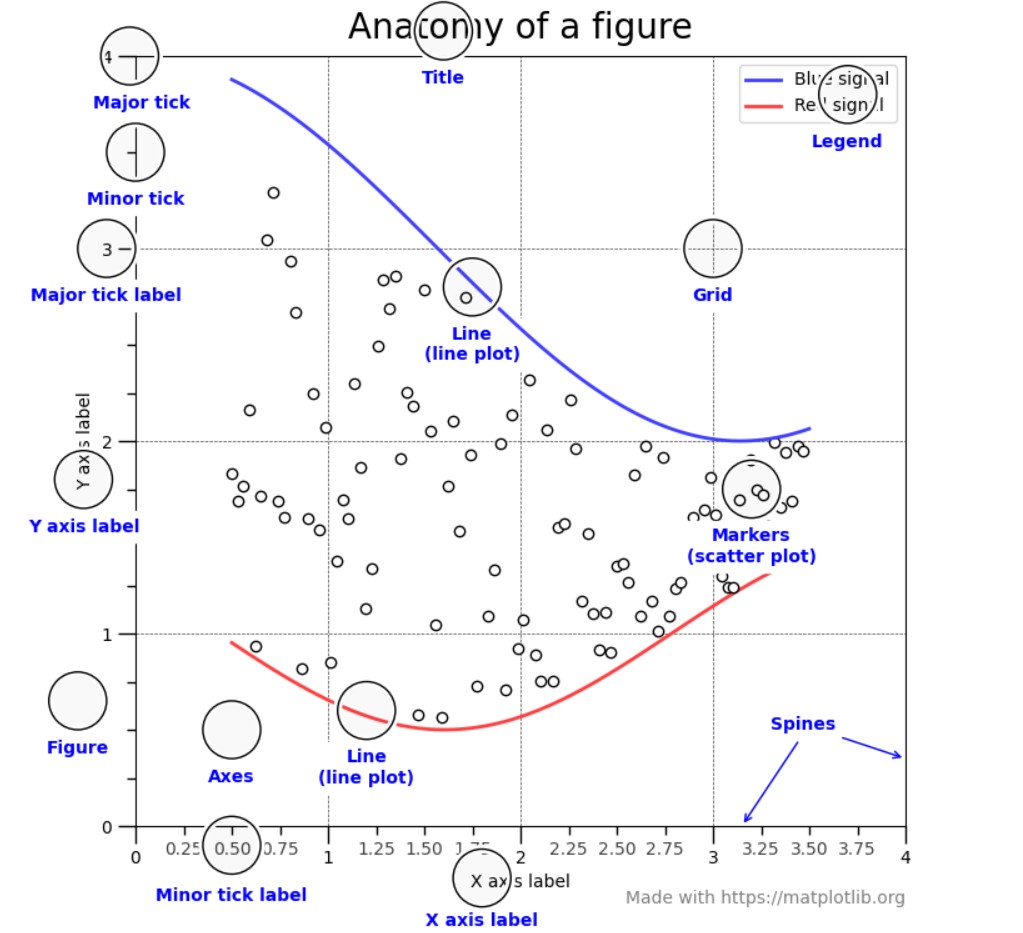 Anatomy of a figure
4
Title
Blue signal
Red signal
Major tick
Legend
Minor tick
3
Major tick label
Grid
Line
(line plot)
Y axis label
2
Y axis label
Markers
(scatter plot)
1
Spines
Figure
Axes
Line
(line plot)
0
0 0.25 0.50 0.75 1 1.25 1.50 1.75 2 2.25 2.50 2.75 3 3.25 3.50 3.75 4
X axis label
Minor tick label
Made with https://matplotlib.org
X axis label